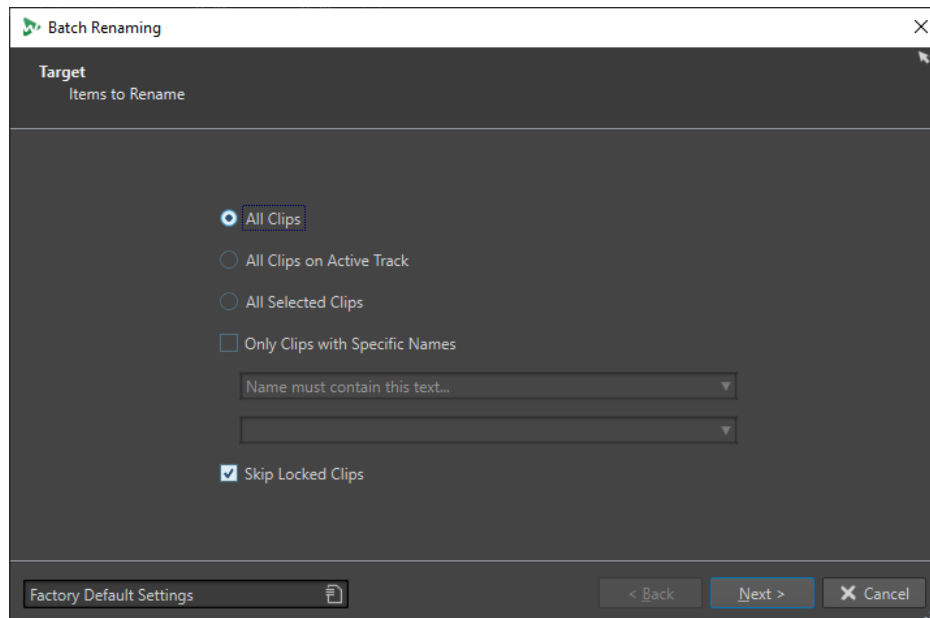 Batch Renaming
Target
Items to Rename
All Clips
All Clips on Active Track
All Selected Clips
Only Clips with Specific Names
Name must contain this text...
Skip Locked Clips
Factory Default Settings
< Back
Next >
Cancel